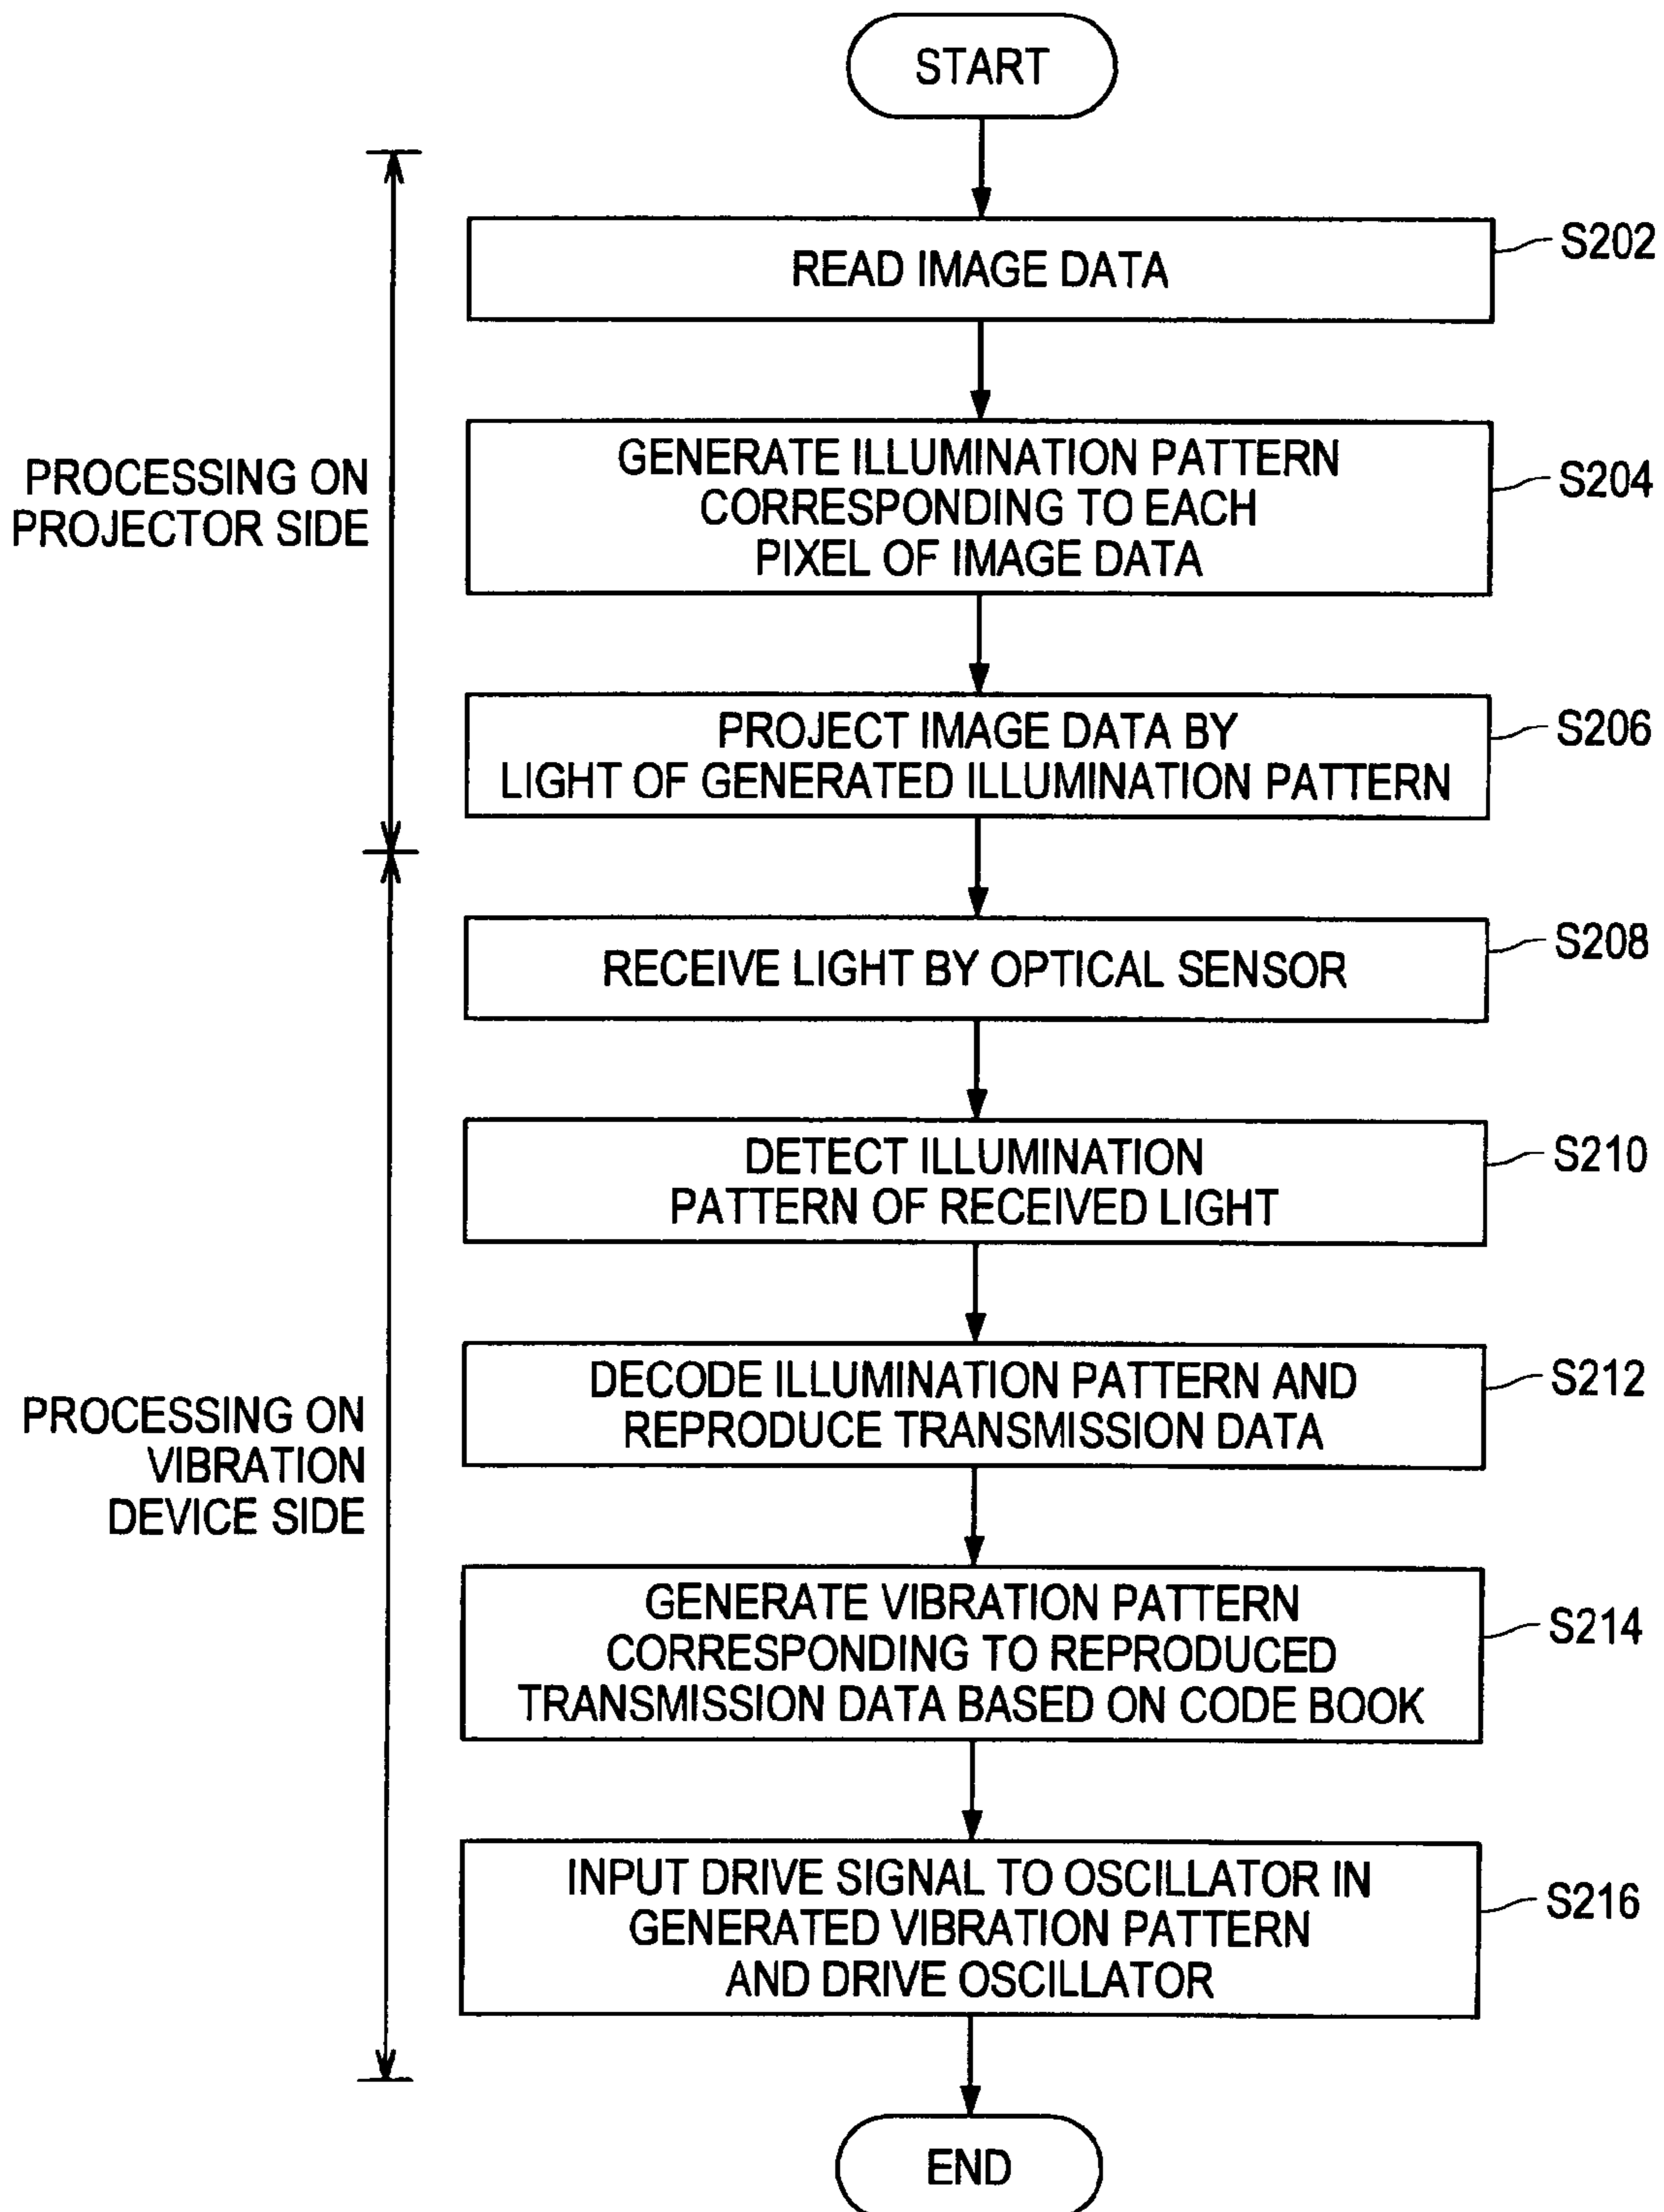 START
READ IMAGE DATA
S202
GENERATE ILLUMINATION PATTERN
CORRESPONDING TO EACH
PIXEL OF IMAGE DATA
S204
PROCESSING ON
PROJECTOR SIDE
PROJECT IMAGE DATA BY
LIGHT OF GENERATED ILLUMINATION PATTERN
S206
RECEIVE LIGHT BY OPTICAL SENSOR
S208
DETECT ILLUMINATION
PATTERN OF RECEIVED LIGHT
S210
DECODE ILLUMINATION PATTERN AND
REPRODUCE TRANSMISSION DATA
S212
PROCESSING ON
VIBRATION
DEVICE SIDE
GENERATE VIBRATION PATTERN
CORRESPONDING TO REPRODUCED
TRANSMISSION DATA BASED ON CODE BOOK
S214
INPUT DRIVE SIGNAL TO OSCILLATOR IN
GENERATED VIBRATION PATTERN
AND DRIVE OSCILLATOR
S216
END